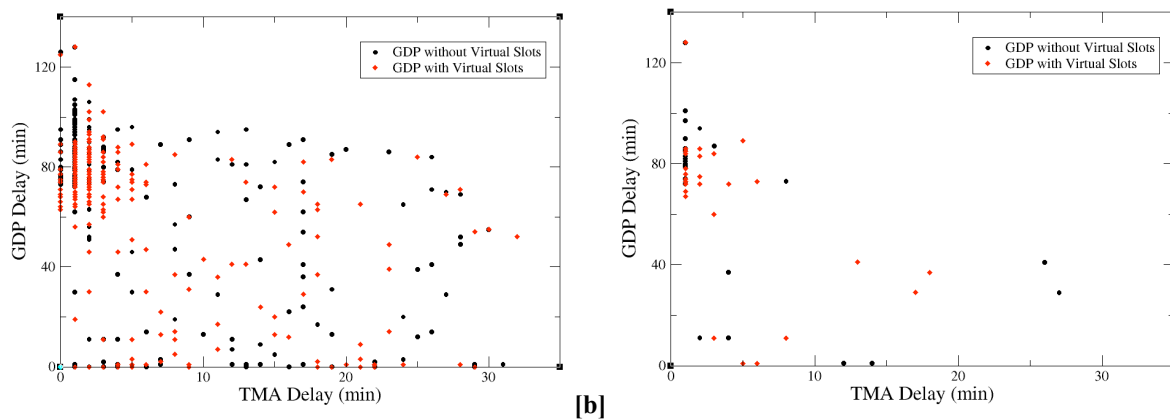 120
80
40
0
0
10
20
30
GDP Delay (min)
TMA Delay (min)
GDP without Virtual Slots
GDP with Virtual Slots
[b]
120
80
40
0
0
10
20
30
GDP Delay (min)
TMA Delay (min)
GDP without Virtual Slots
GDP with Virtual Slots